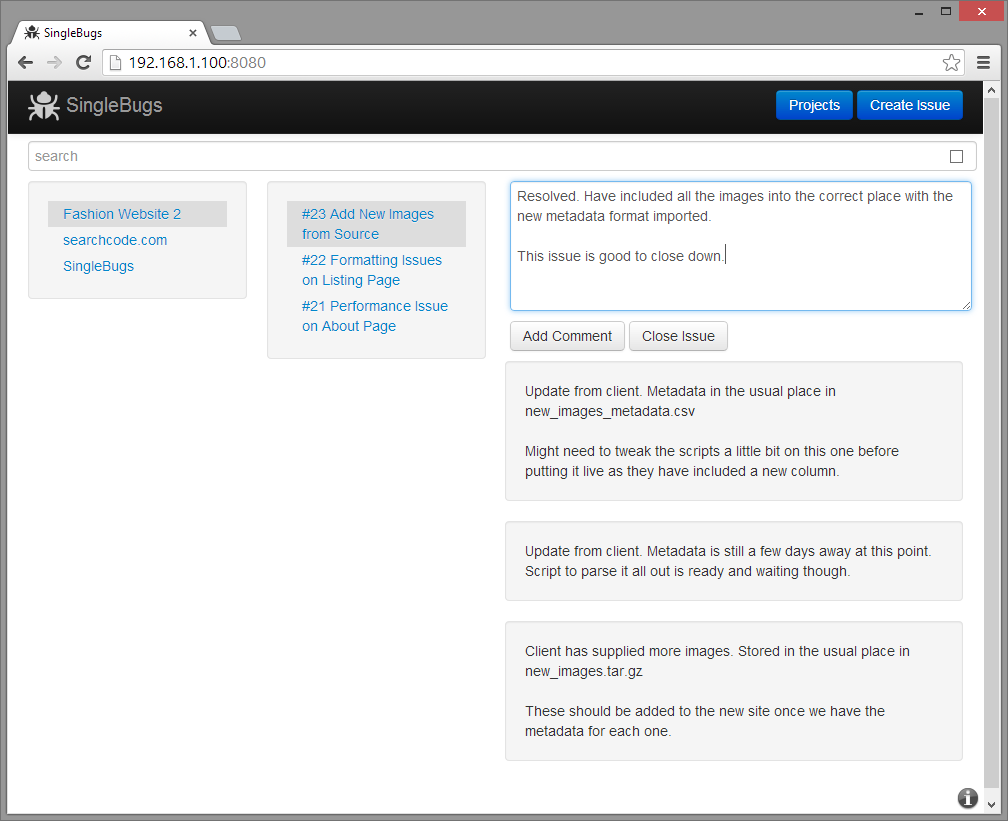 SingleBugs
192.168.1.100:8080
SingleBugs
Projects
Create Issue
search
Fashion Website 2
searchcode.com
SingleBugs
#23 Add New Images
from Source
#22 Formatting Issues
on Listing Page
#21 Performance Issue
on About Page
Resolved. Have included all the images into the correct place with the
new metadata format imported.
This issue is good to close down.
Add Comment
Close Issue
Update from client. Metadata in the usual place in
new_images_metadata.csv
Might need to tweak the scripts a little bit on this one before
putting it live as they have included a new column.
Update from client. Metadata is still a few days away at this point.
Script to parse it all out is ready and waiting though.
Client has supplied more images. Stored in the usual place in
new_images.tar.gz
These should be added to the new site once we have the
metadata for each one.